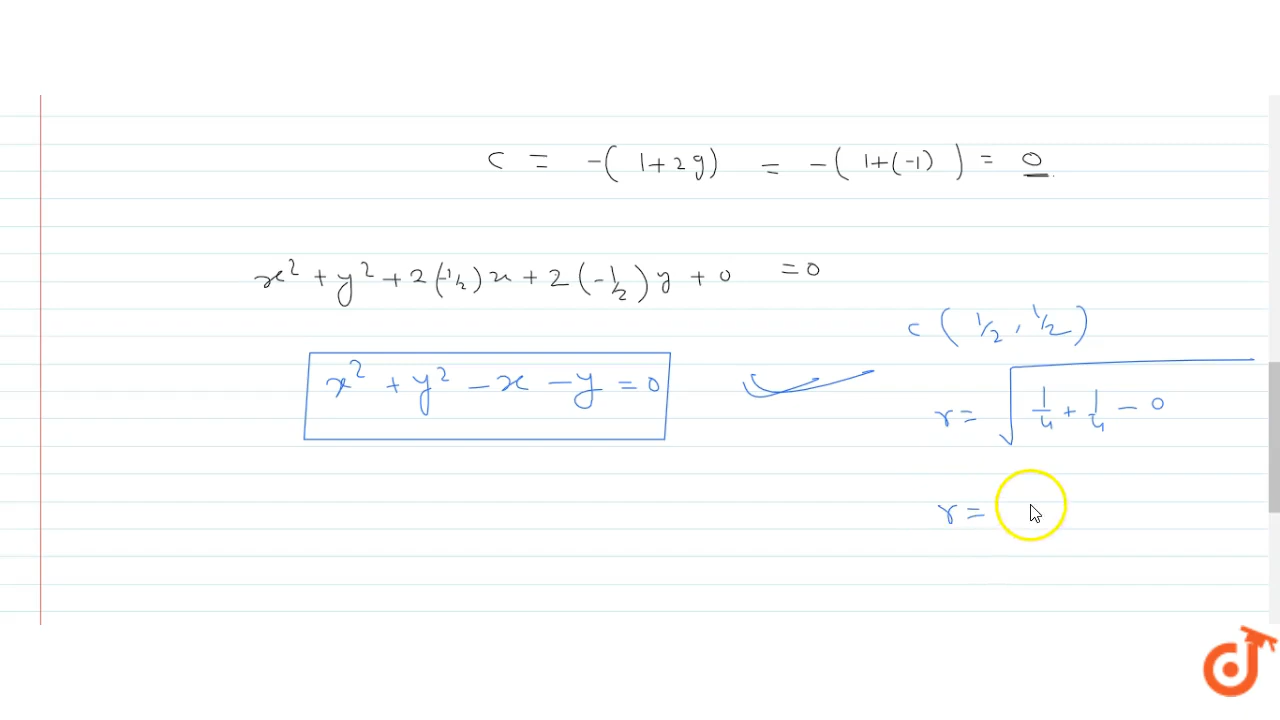 c = -(1+2g) = -(1+(-1)) = 0
x² + y² + 2(-1/2)x + 2(-1/2)y + 0 = 0
c (1/2, 1/2)
x² + y² - x - y = 0
r = √(1/4 + 1/4 - 0)
r =